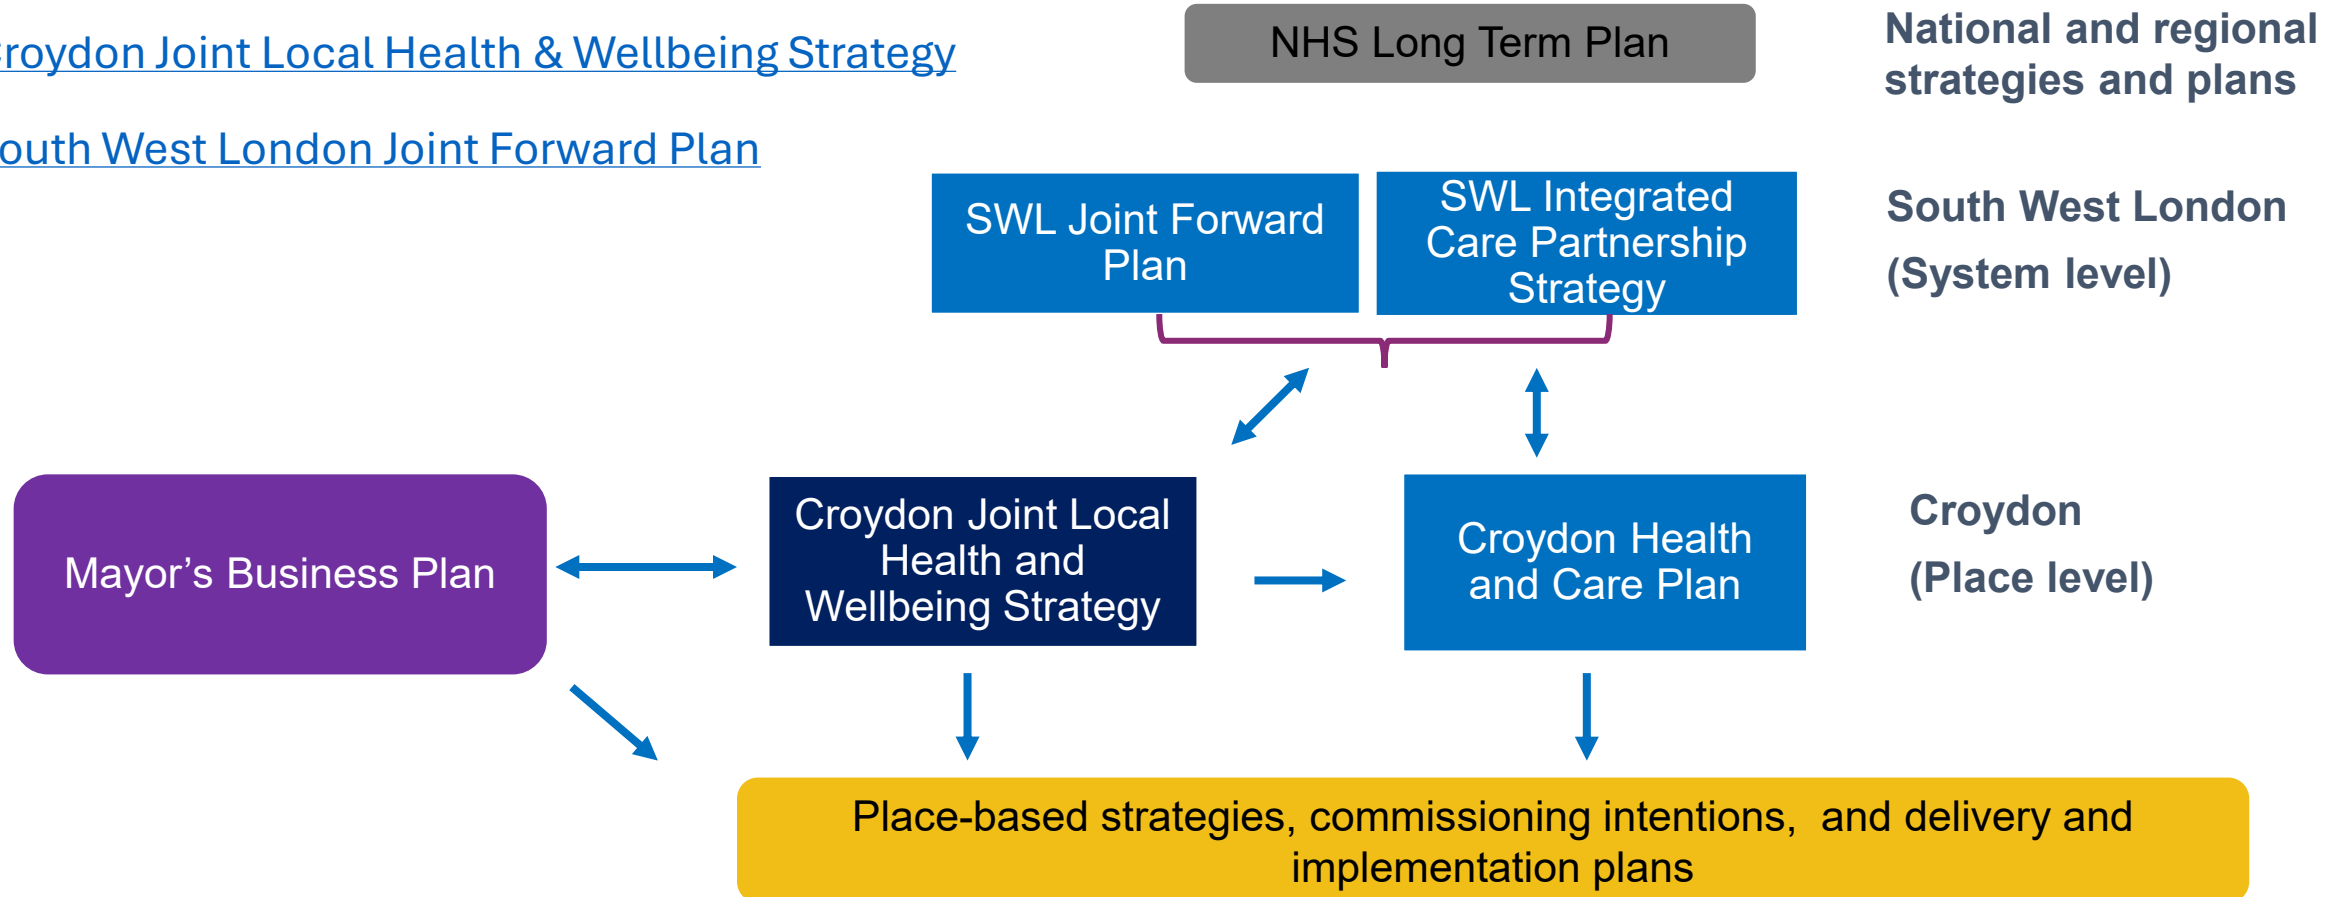 roydon Joint Local Health & Wellbeing Strategy
outh West London Joint Forward Plan
NHS Long Term Plan
National and regional
strategies and plans
SWL Joint Forward
Plan
SWL Integrated
Care Partnership
Strategy
South West London
(System level)
Mayor’s Business Plan
Croydon Joint Local
Health and
Wellbeing Strategy
Croydon Health
and Care Plan
Croydon
(Place level)
Place-based strategies, commissioning intentions,  and delivery and
implementation plans